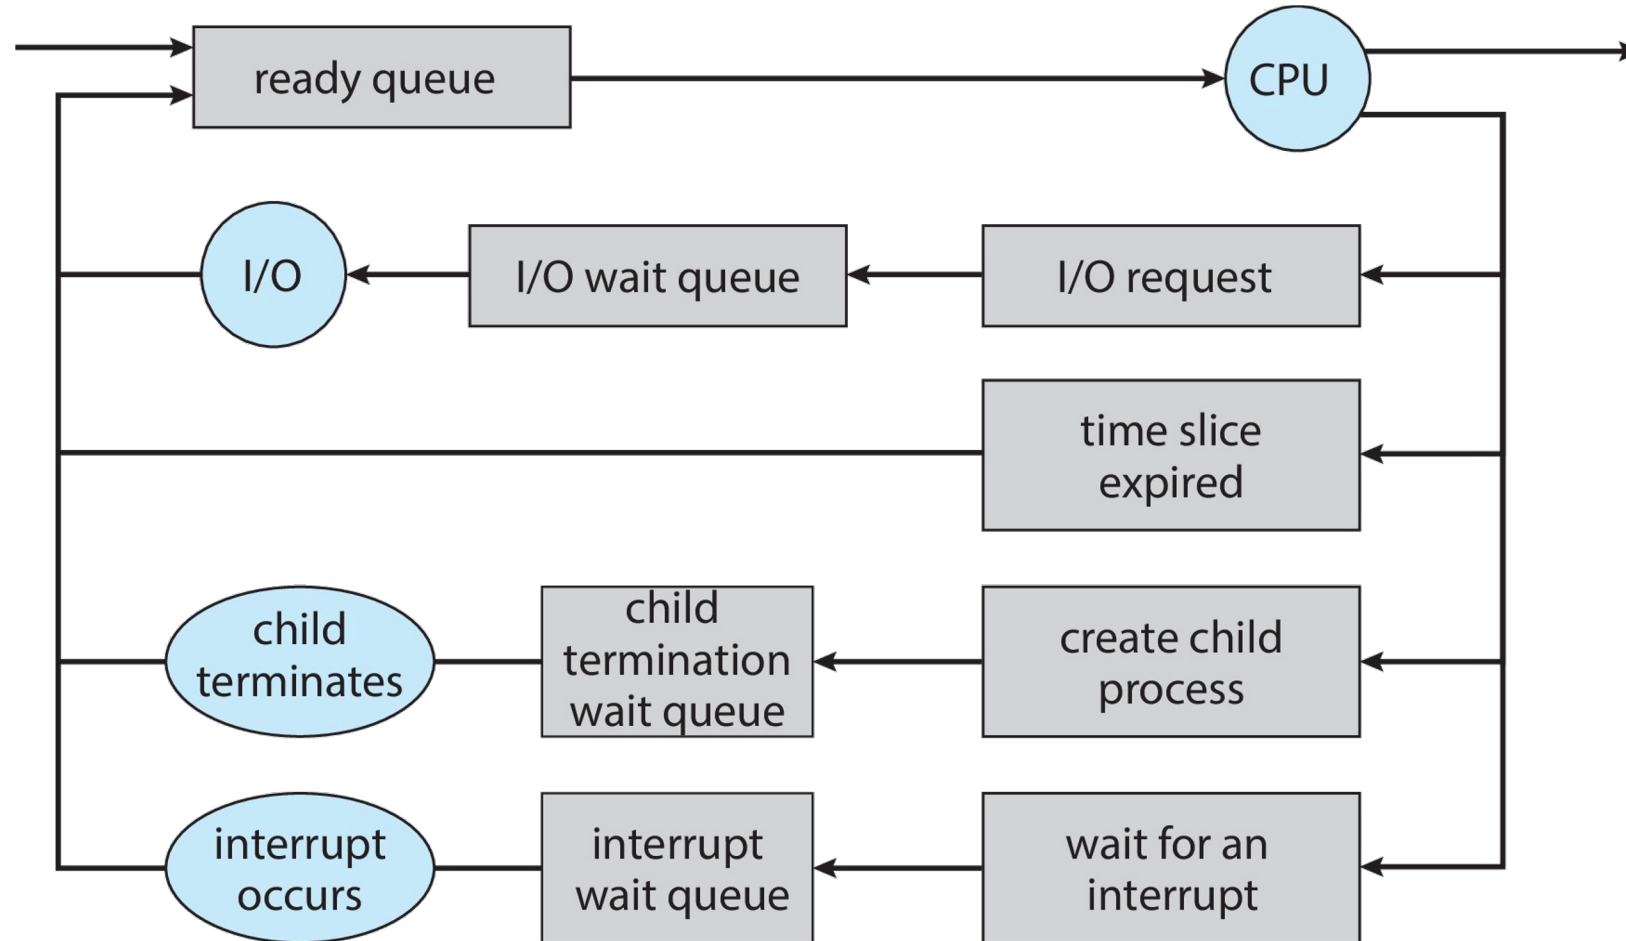 ready queue
CPU
I/O
I/O wait queue
I/O request
time slice
expired
child
terminates
child
termination
wait queue
create child
process
interrupt
occurs
interrupt
wait queue
wait for an
interrupt